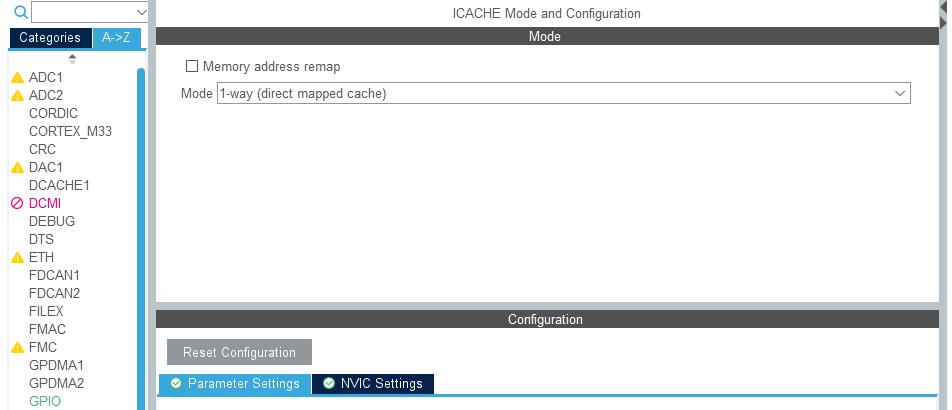 ICACHE Mode and Configuration
Categories
A->Z
Mode
Memory address remap
Mode 1-way (direct mapped cache)
ADC1
ADC2
CORDIC
CORTEX_M33
CRC
DAC1
DCACHE1
DCMI
DEBUG
DTS
ETH
FDCAN1
FDCAN2
FILEX
FMAC
FMC
GPDMA1
GPDMA2
GPIO
Configuration
Reset Configuration
Parameter Settings
NVIC Settings